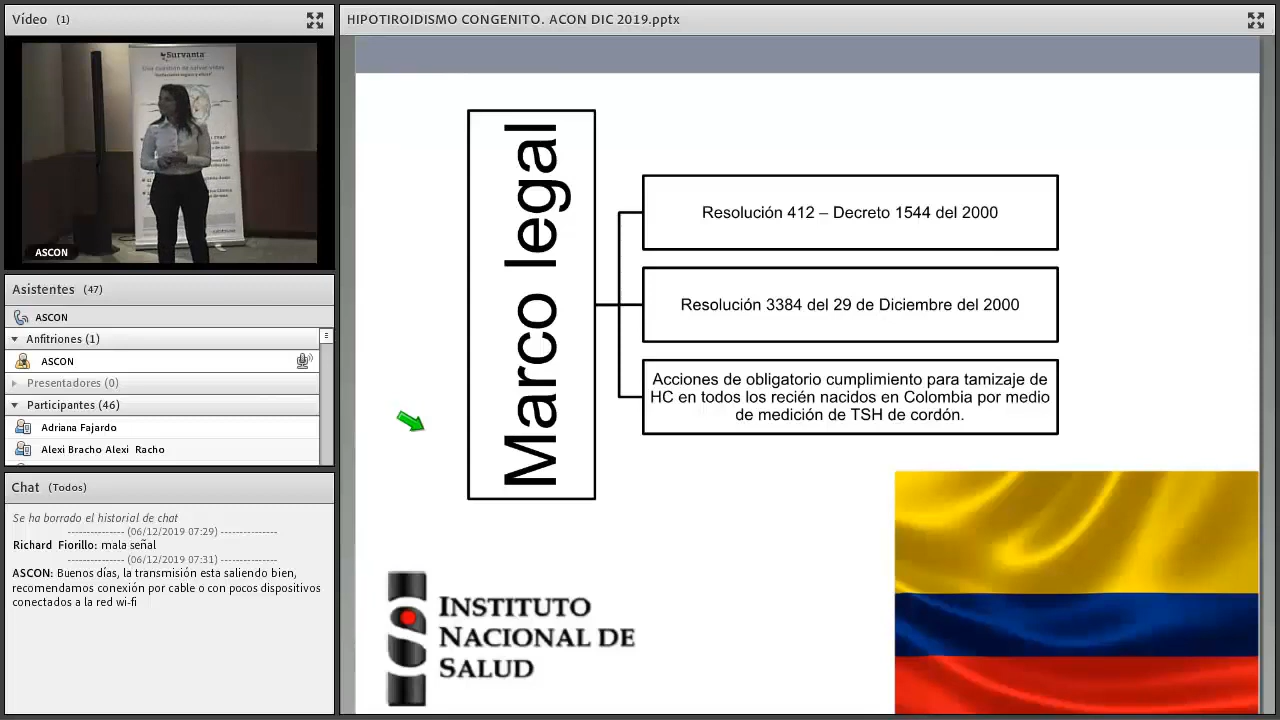 Vídeo (1)
Survanta
ASCON
Asistentes (47)
ASCON
Anfitriones (1)
ASCON
Presentadores (0)
Participantes (46)
Adriana Fajardo
Alexi Bracho Alexi Racho
Chat (Todos)
Se ha borrado el historial de chat
--------------- (06/12/2019 07:29) ---------------
Richard Fiorillo: mala señal
--------------- (06/12/2019 07:31) ---------------
ASCON: Buenos días, la transmisión esta saliendo bien,
recomendamos conexión por cable o con pocos dispositivos
conectados a la red wi-fi
HIPOTIROIDISMO CONGENITO. ACON DIC 2019.pptx
Marco legal
Resolución 412 – Decreto 1544 del 2000
Resolución 3384 del 29 de Diciembre del 2000
Acciones de obligatorio cumplimiento para tamizaje de
HC en todos los recién nacidos en Colombia por medio
de medición de TSH de cordón.
INSTITUTO
NACIONAL DE
SALUD